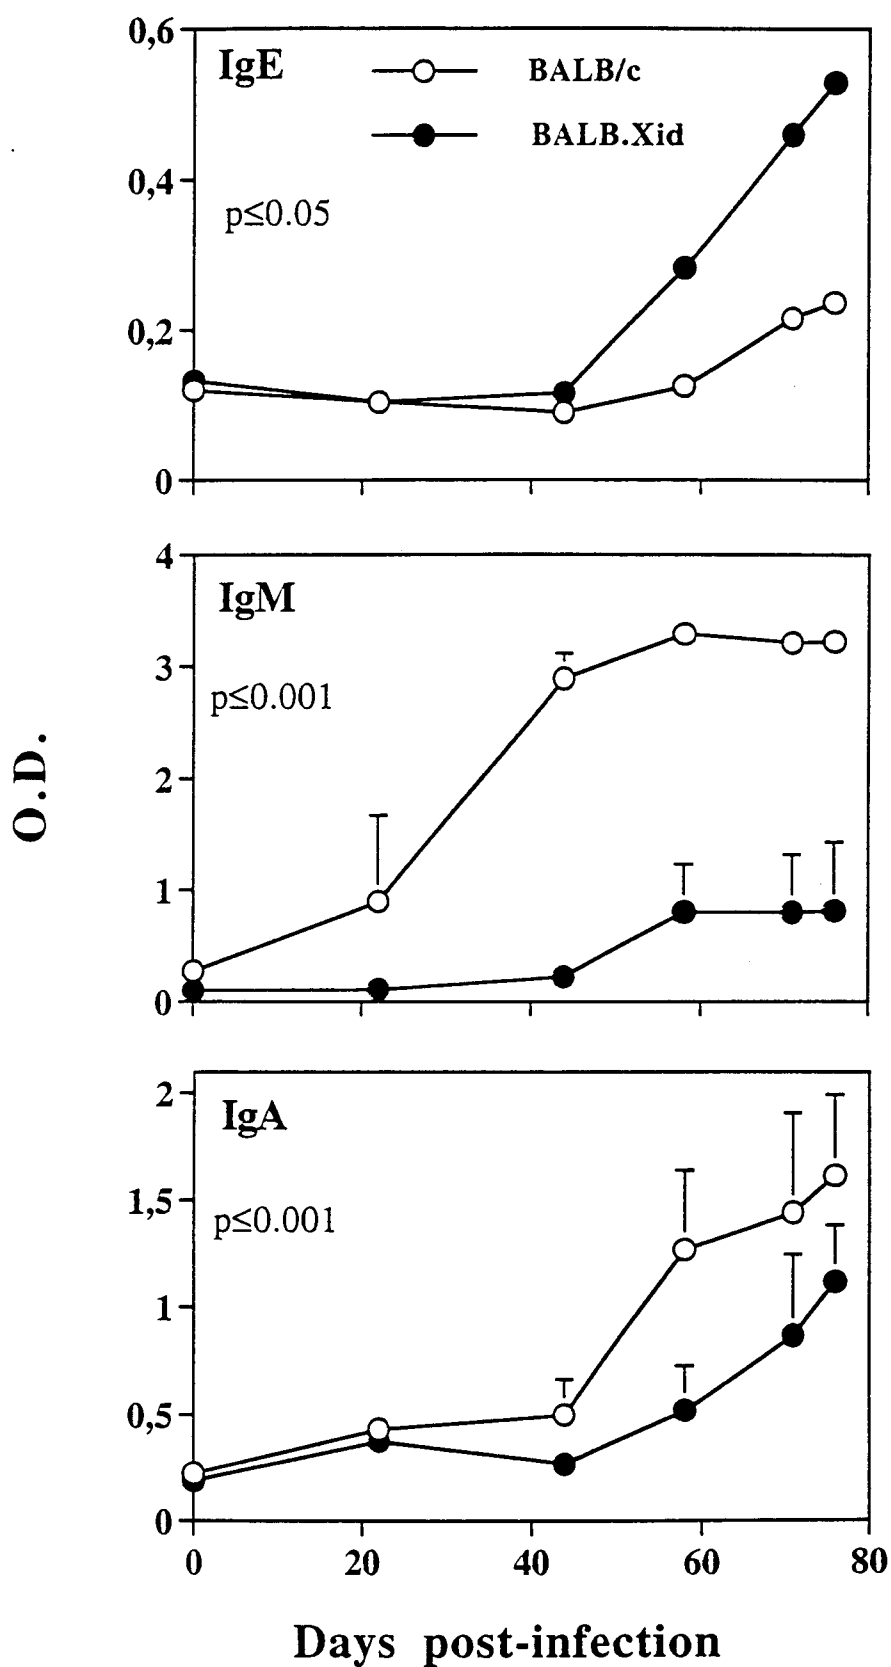 0,6
IgE
BALB/c
BALB.Xid
0,4
p≤0.05
0,2
0
4
IgM
3
p≤0.001
O.D.
2
1
0
2
IgA
1,5
p≤0.001
1
0,5
0
0 20 40 60 80
Days post-infection